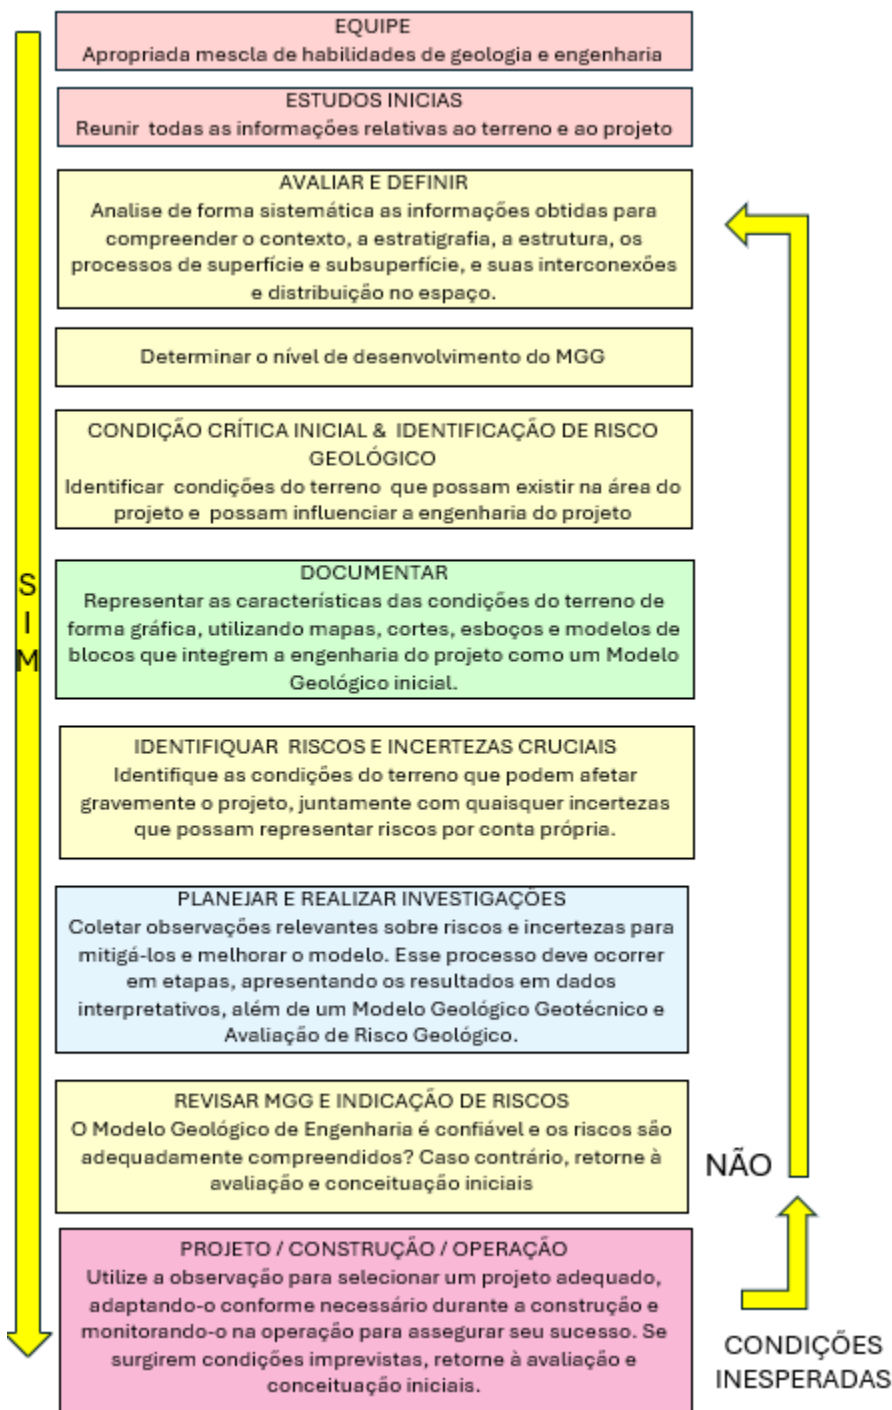 EQUIPE
Apropriada mescla de habilidades de geologia e engenharia
ESTUDOS INICIAS
Reunir todas as informações relativas ao terreno e ao projeto
AVALIAR E DEFINIR
Analise de forma sistemática as informações obtidas para
compreender o contexto, a estratigrafia, a estrutura, os
processos de superfície e subsuperfície, e suas interconexões
e distribuição no espaço.
Determinar o nível de desenvolvimento do MGG
CONDIÇÃO CRÍTICA INICIAL & IDENTIFICAÇÃO DE RISCO
GEOLÓGICO
Identificar condições do terreno que possam existir na área do
projeto e possam influenciar a engenharia do projeto
S
I
M
DOCUMENTAR
Representar as características das condições do terreno de
forma gráfica, utilizando mapas, cortes, esboços e modelos de
blocos que integrem a engenharia do projeto como um Modelo
Geológico inicial.
IDENTIFIQUAR RISCOS E INCERTEZAS CRUCIAIS
Identifique as condições do terreno que podem afetar
gravemente o projeto, juntamente com quaisquer incertezas
que possam representar riscos por conta própria.
PLANEJAR E REALIZAR INVESTIGAÇÕES
Coletar observações relevantes sobre riscos e incertezas para
mitigá-los e melhorar o modelo. Esse processo deve ocorrer
em etapas, apresentando os resultados em dados
interpretativos, além de um Modelo Geológico Geotécnico e
Avaliação de Risco Geológico.
REVISAR MGG E INDICAÇÃO DE RISCOS
O Modelo Geológico de Engenharia é confiável e os riscos são
adequadamente compreendidos? Caso contrário, retorne à
avaliação e conceituação iniciais
NÃO
PROJETO / CONSTRUÇÃO / OPERAÇÃO
Utilize a observação para selecionar um projeto adequado,
adaptando-o conforme necessário durante a construção e
monitorando-o na operação para assegurar seu sucesso. Se
surgirem condições imprevistas, retorne à avaliação e
conceituação iniciais.
CONDIÇÕES
INESPERADAS